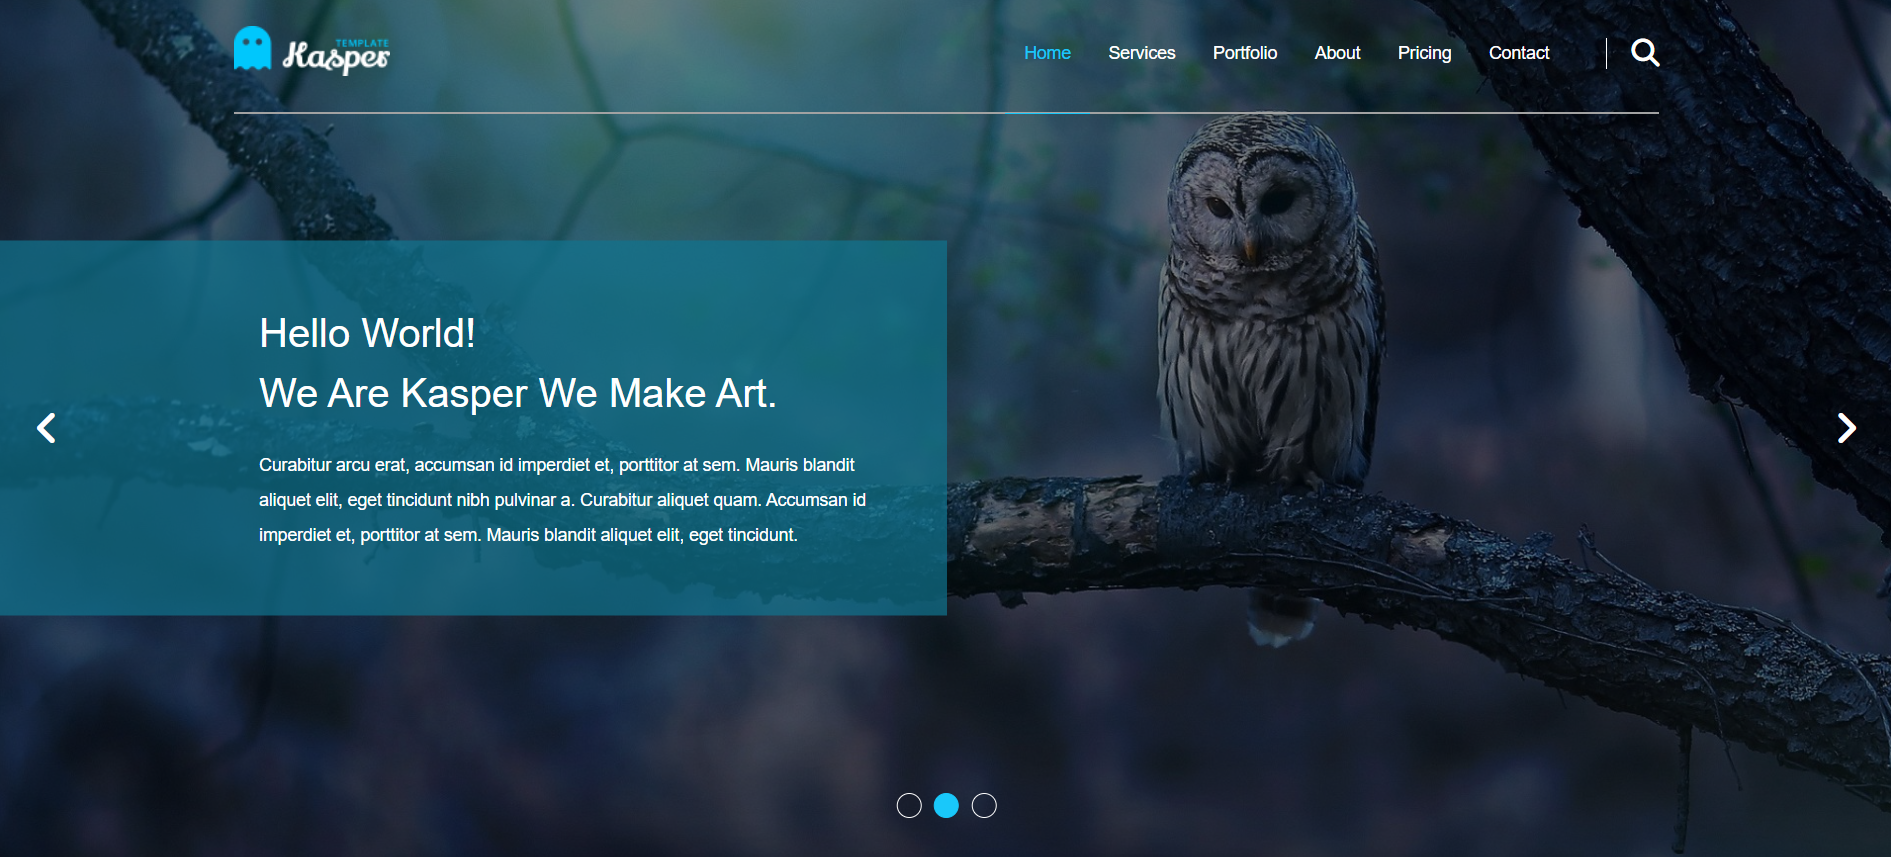 TEMPLATE
Kasper
Home Services Portfolio About Pricing Contact
Hello World!
We Are Kasper We Make Art.
Curabitur arcu erat, accumsan id imperdiet et, porttitor at sem. Mauris blandit
aliquet elit, eget tincidunt nibh pulvinar a. Curabitur aliquet quam. Accumsan id
imperdiet et, porttitor at sem. Mauris blandit aliquet elit, eget tincidunt.